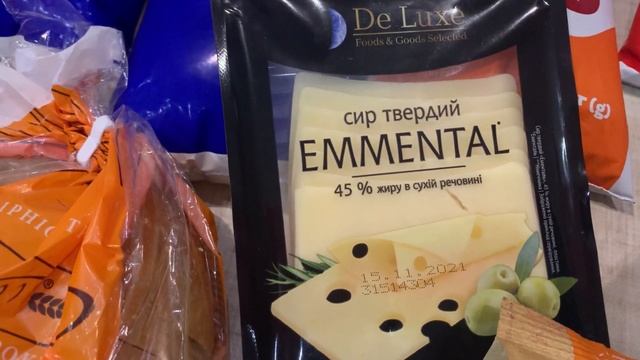 De Luxe
Foods & Goods Selected
сир твердий
EMMENTAL
45 % жиру в сухій речовині
15.11.2021
31514304
т (g)